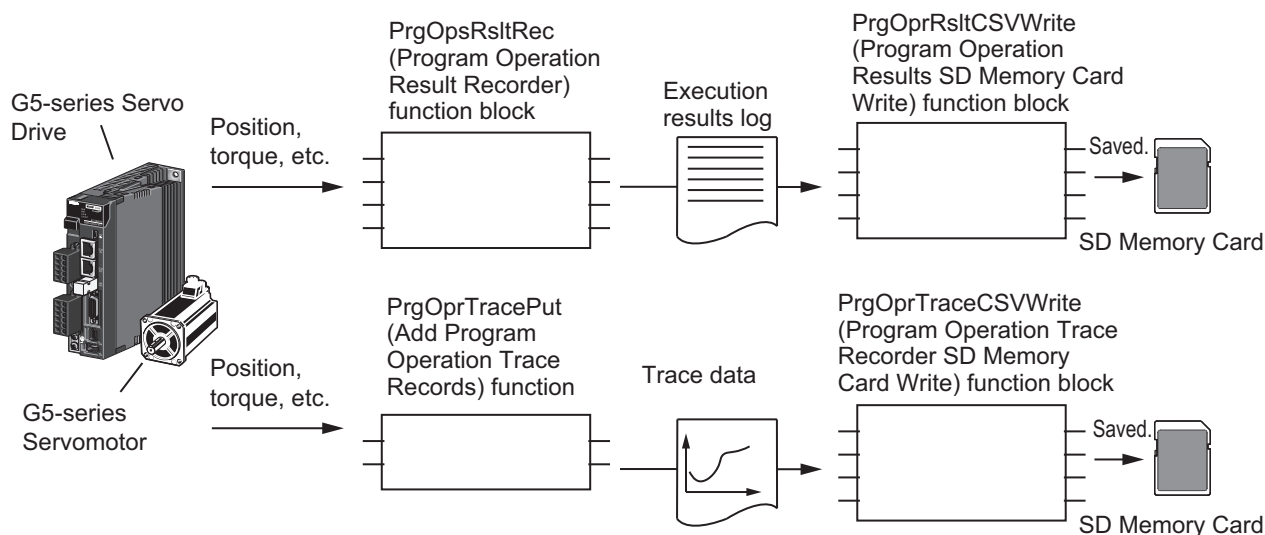 PrgOpsRsltRec
(Program Operation
Result Recorder)
function block
PrgOprRsltCSVWrite
(Program Operation
Results SD Memory Card
Write) function block
G5-series Servo
Drive
Position,
torque, etc.
Execution
results log
Saved.
SD Memory Card
PrgOprTracePut
(Add Program
Operation Trace
Records) function
PrgOprTraceCSVWrite
(Program Operation Trace
Recorder SD Memory
Card Write) function block
Position,
torque, etc.
Trace data
G5-series
Servomotor
Saved.
SD Memory Card